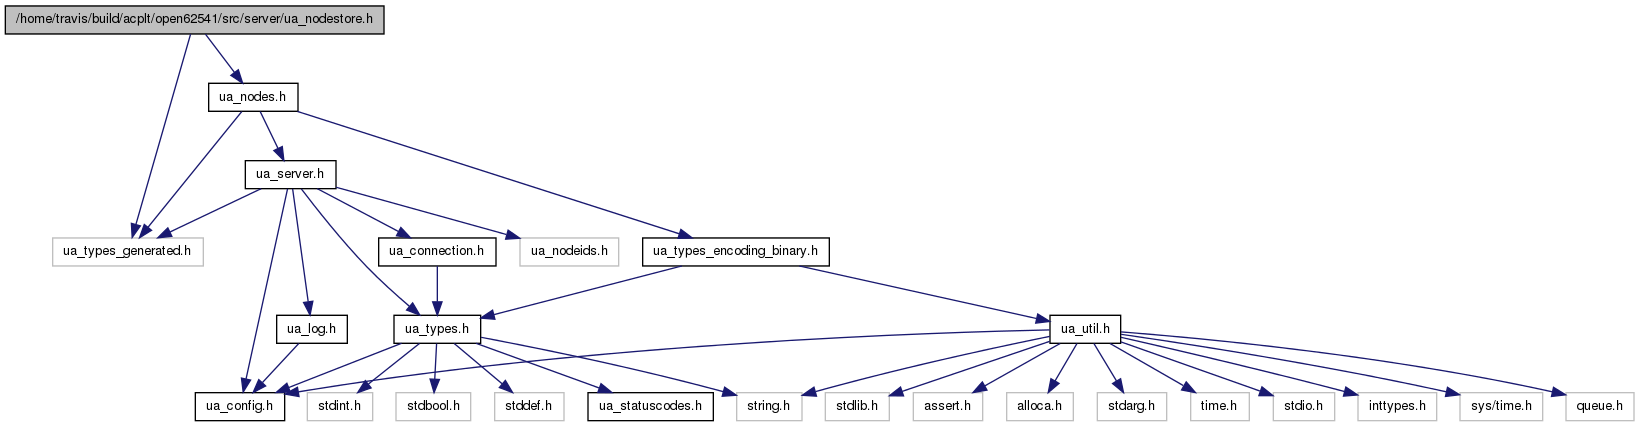 /home/travis/build/acplt/open62541/src/server/ua_nodestore.h
ua_nodes.h
ua_server.h
ua_types_generated.h
ua_connection.h
ua_nodeids.h
ua_types_encoding_binary.h
ua_log.h
ua_types.h
ua_util.h
ua_config.h
stdint.h
stdbool.h
stddef.h
ua_statuscodes.h
string.h
stdlib.h
assert.h
alloca.h
stdarg.h
time.h
stdio.h
inttypes.h
sys/time.h
queue.h